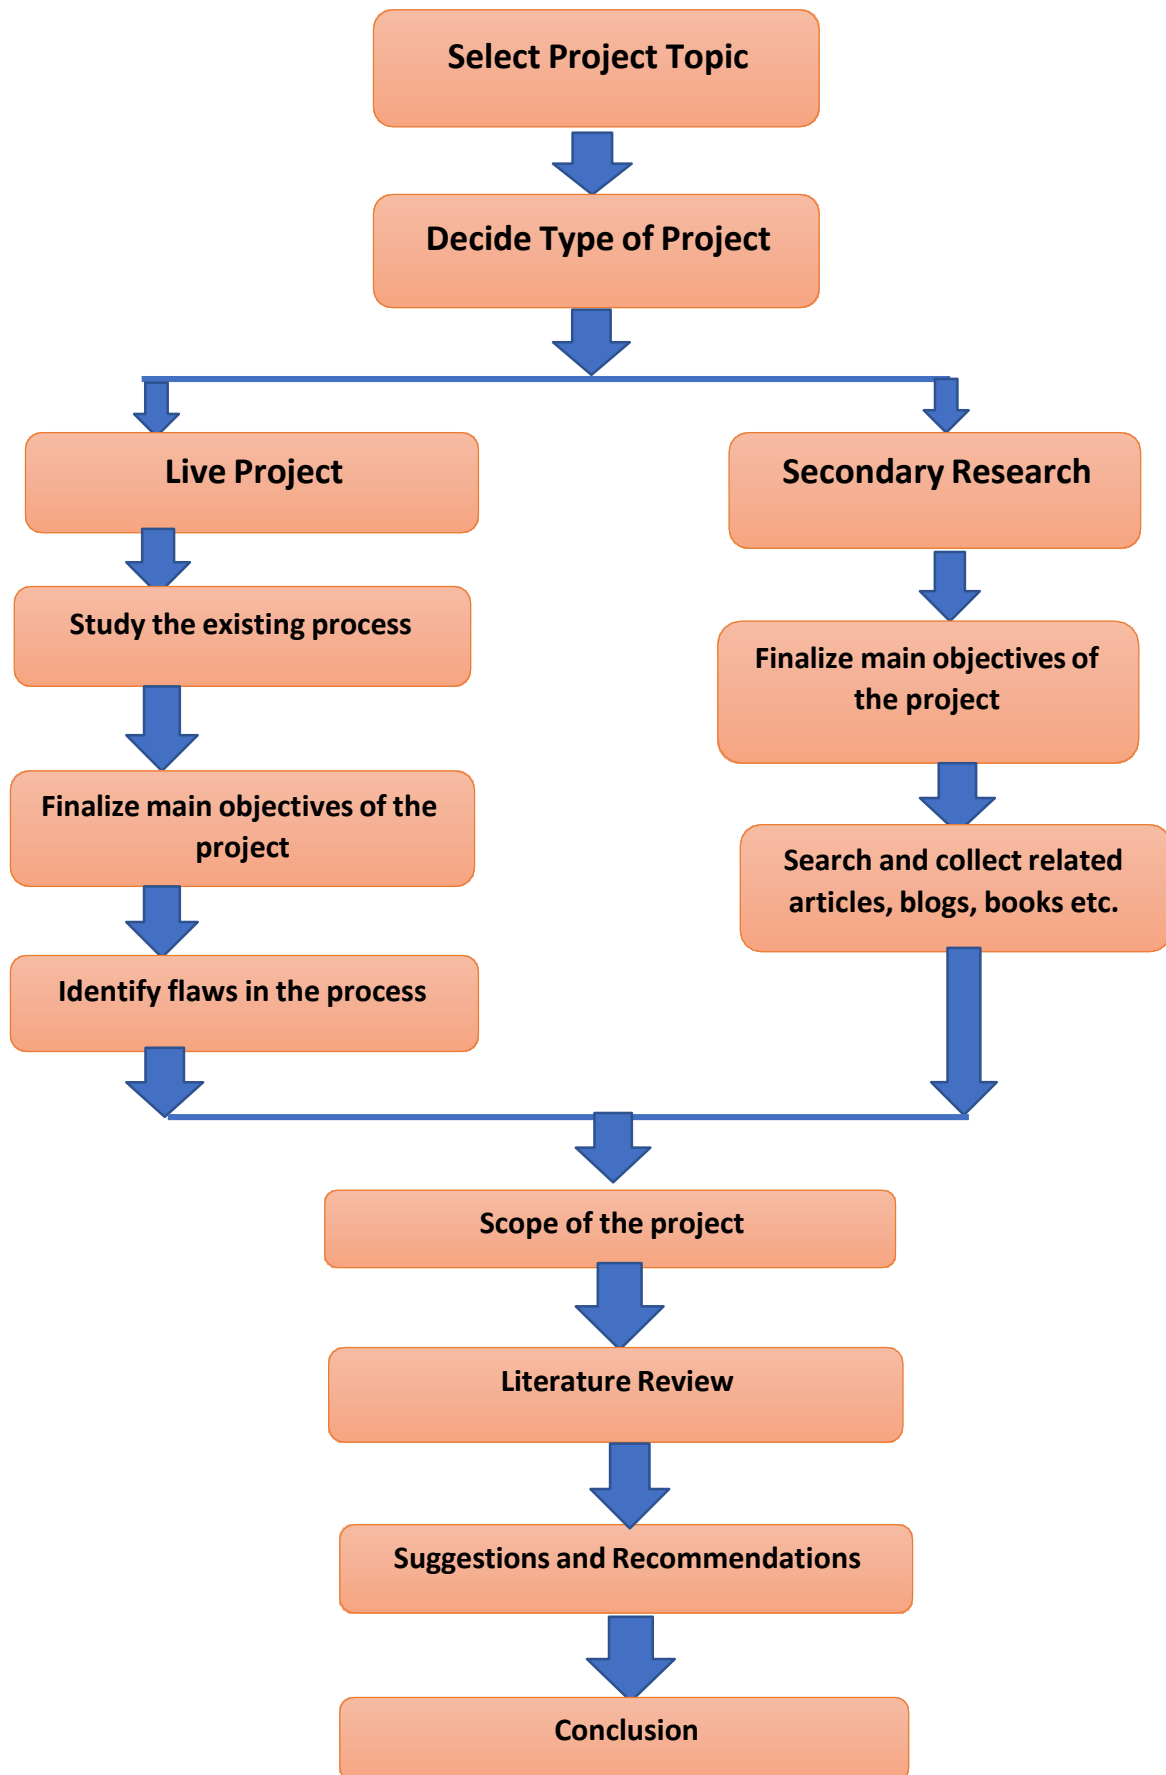 Select Project Topic
Decide Type of Project
Live Project
Study the existing process
Finalize main objectives of the
project
Identify flaws in the process
Secondary Research
Finalize main objectives of
the project
Search and collect related
articles, blogs, books etc.
Scope of the project
Literature Review
Suggestions and Recommendations
Conclusion